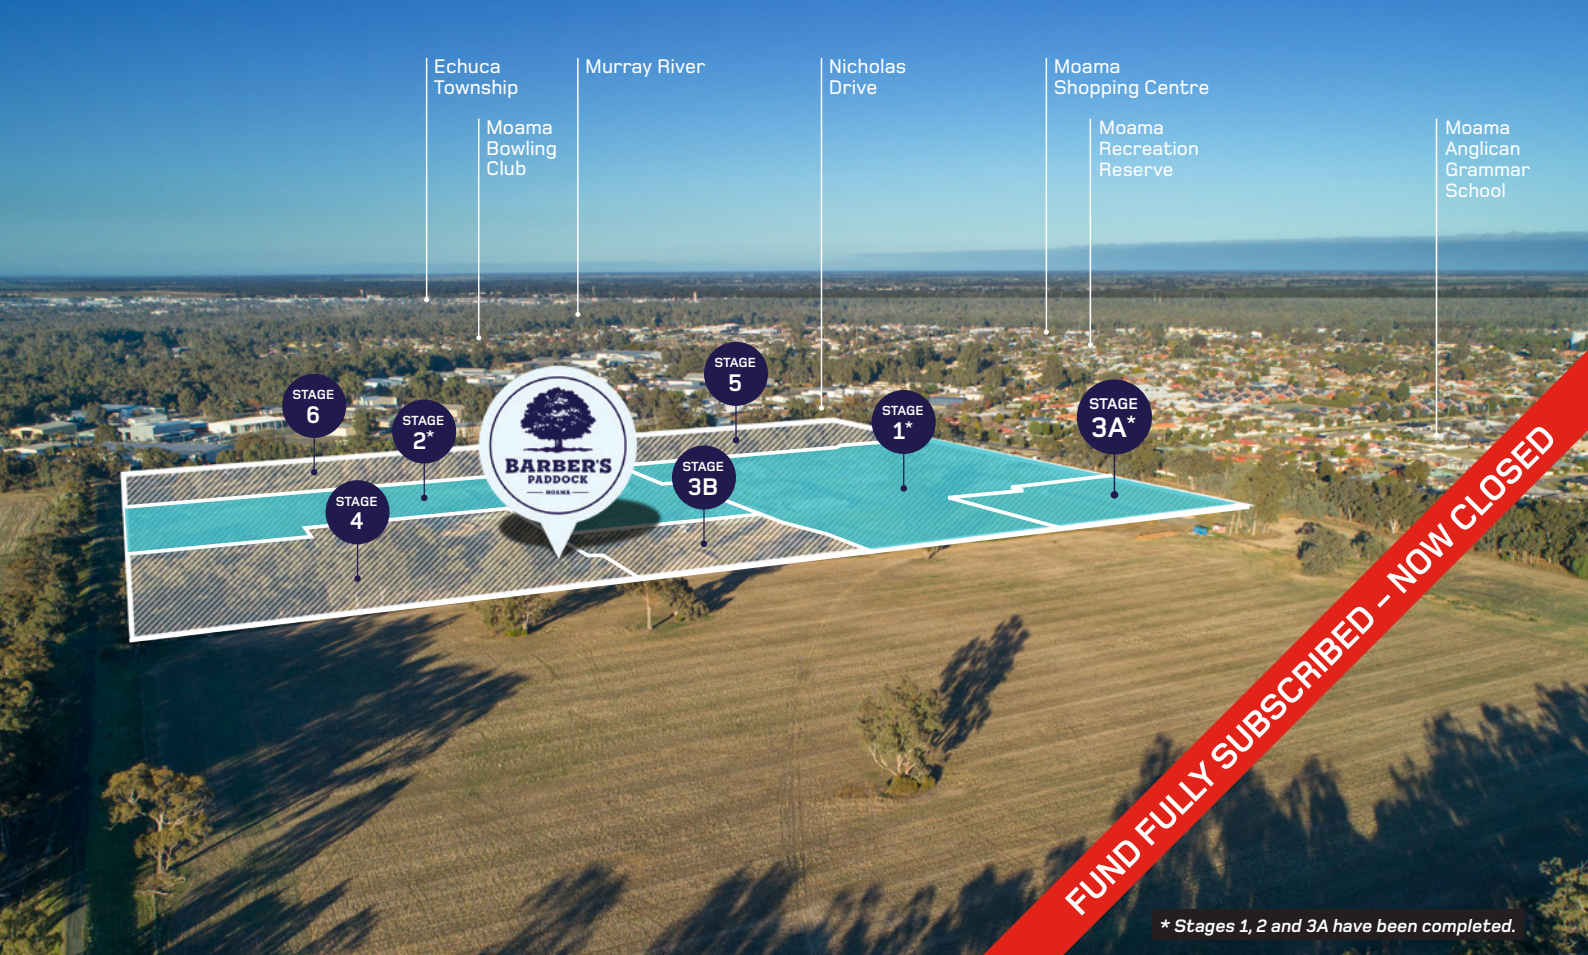 Echuca
Township
Murray River
Nicholas
Drive
Moama
Shopping Centre
Moama
Bowling
Club
Moama
Recreation
Reserve
Moama
Anglican
Grammar
School
STAGE
5
STAGE
6
STAGE
2*
STAGE
1*
STAGE
3A*
BARBER'S
PADDOCK
MOAMA
STAGE
3B
STAGE
4
FUND FULLY SUBSCRIBED – NOW CLOSED
* Stages 1, 2 and 3A have been completed.